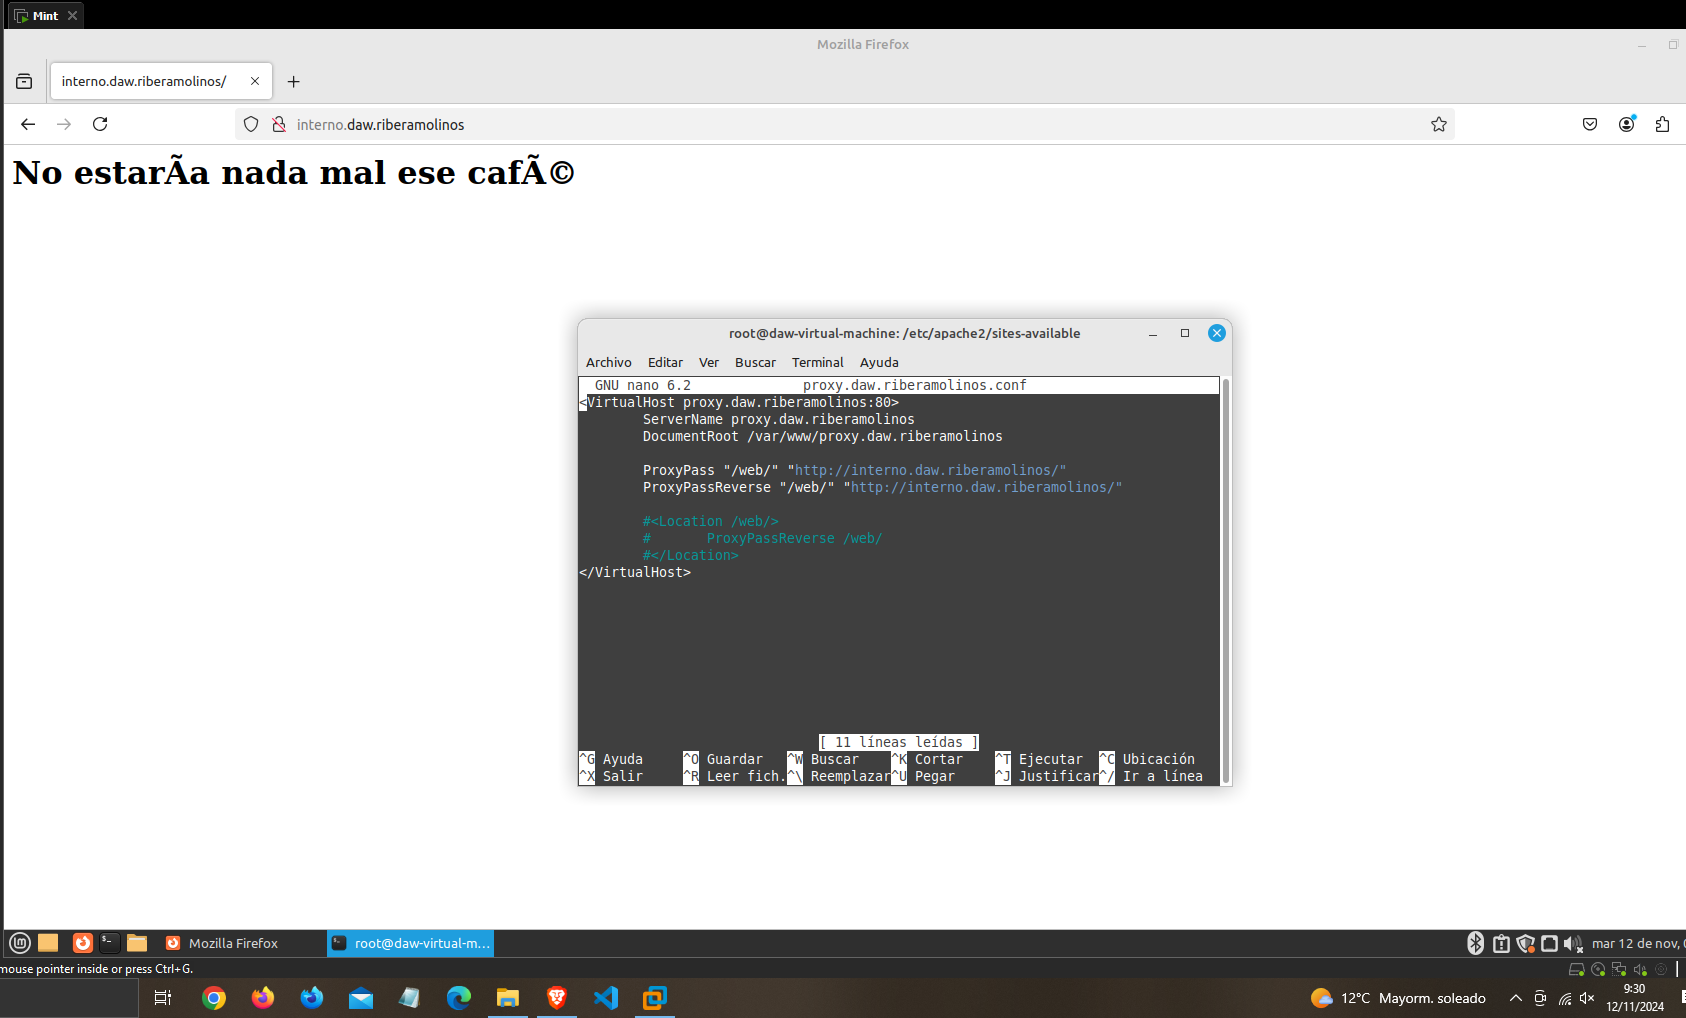 Mint
Mozilla Firefox
interno.daw.riberamolinos/
interno.daw.riberamolinos
No estarÃa nada mal ese cafÃ©
root@daw-virtual-machine: /etc/apache2/sites-available
Archivo Editar Ver Buscar Terminal Ayuda
GNU nano 6.2 proxy.daw.riberamolinos.conf
<VirtualHost proxy.daw.riberamolinos:80>
ServerName proxy.daw.riberamolinos
DocumentRoot /var/www/proxy.daw.riberamolinos
ProxyPass "/web/" "http://interno.daw.riberamolinos/"
ProxyPassReverse "/web/" "http://interno.daw.riberamolinos/"
#<Location /web/>
# ProxyPassReverse /web/
#</Location>
</VirtualHost>
[ 11 líneas leídas ]
^G Ayuda ^O Guardar ^W Buscar ^K Cortar ^T Ejecutar ^C Ubicación
^X Salir ^R Leer fich. ^\ Reemplazar ^U Pegar ^J Justificar ^/ Ir a línea
Mozilla Firefox root@daw-virtual-m... mar 12 de nov,
mouse pointer inside or press Ctrl+G.
12°C Mayorm. soleado
9:30
12/11/2024